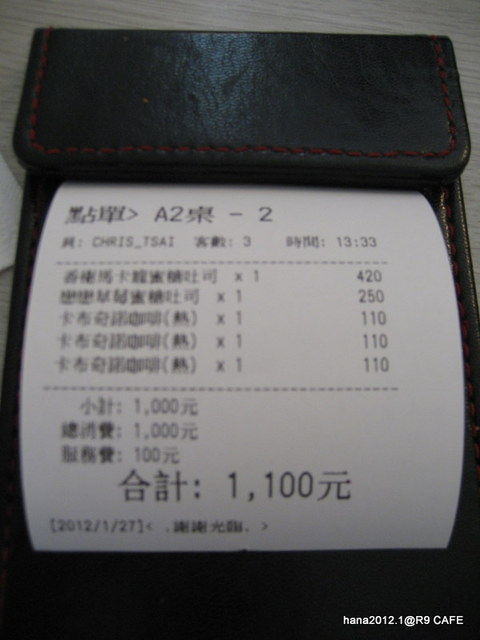 點單> A2桌 - 2
員: CHRIS_TSAI 客數: 3 時間: 13:33
香榭馬卡龍蜜糖吐司 x 1 420
戀戀草莓蜜糖吐司 x 1 250
卡布奇諾咖啡(熱) x 1 110
卡布奇諾咖啡(熱) x 1 110
卡布奇諾咖啡(熱) x 1 110
小計: 1,000元
總消費: 1,000元
服務費: 100元
合計: 1,100元
[2012/1/27]< .謝謝光臨. >
hana2012.1@R9 CAFE